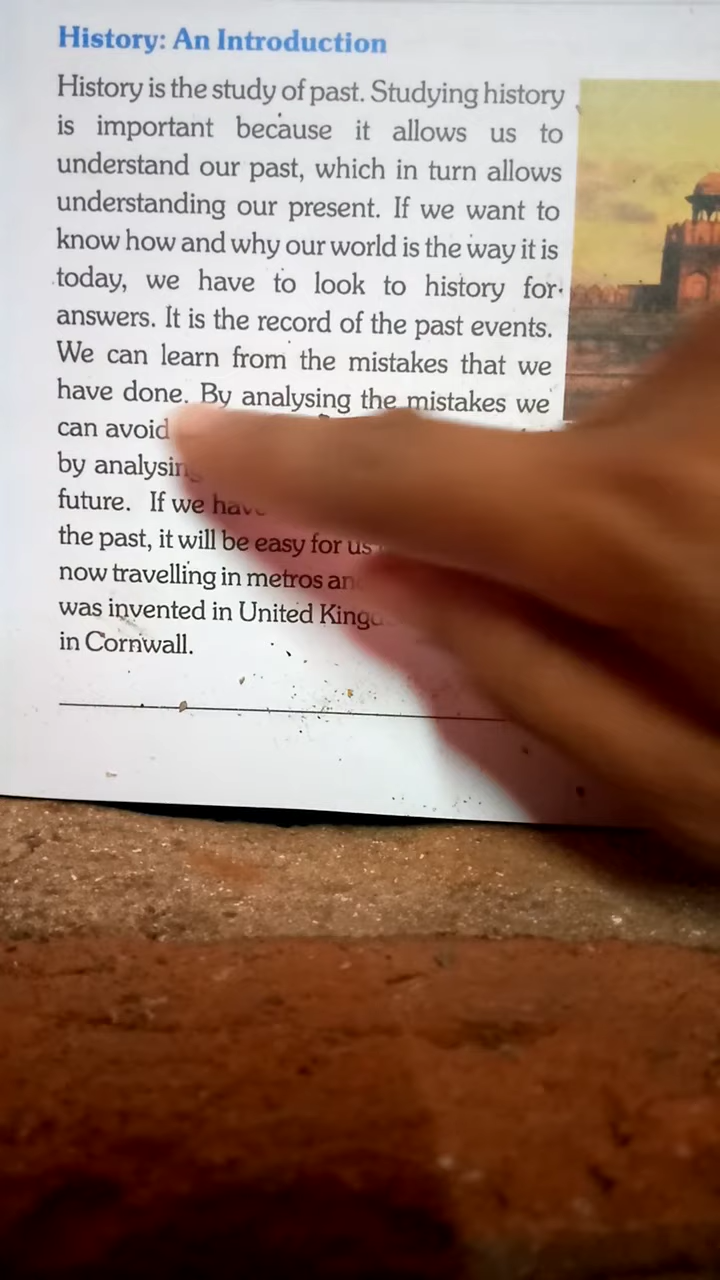 History: An Introduction
History is the study of past. Studying history
is important because it allows us to
understand our past, which in turn allows
understanding our present. If we want to
know how and why our world is the way it is
today, we have to look to history for
answers. It is the record of the past events.
We can learn from the mistakes that we
have done. By analysing the mistakes we
can avoid
by
future. If we
the past, it will be easy for us
now travelling in metros
was invented in United
in Cornwall.